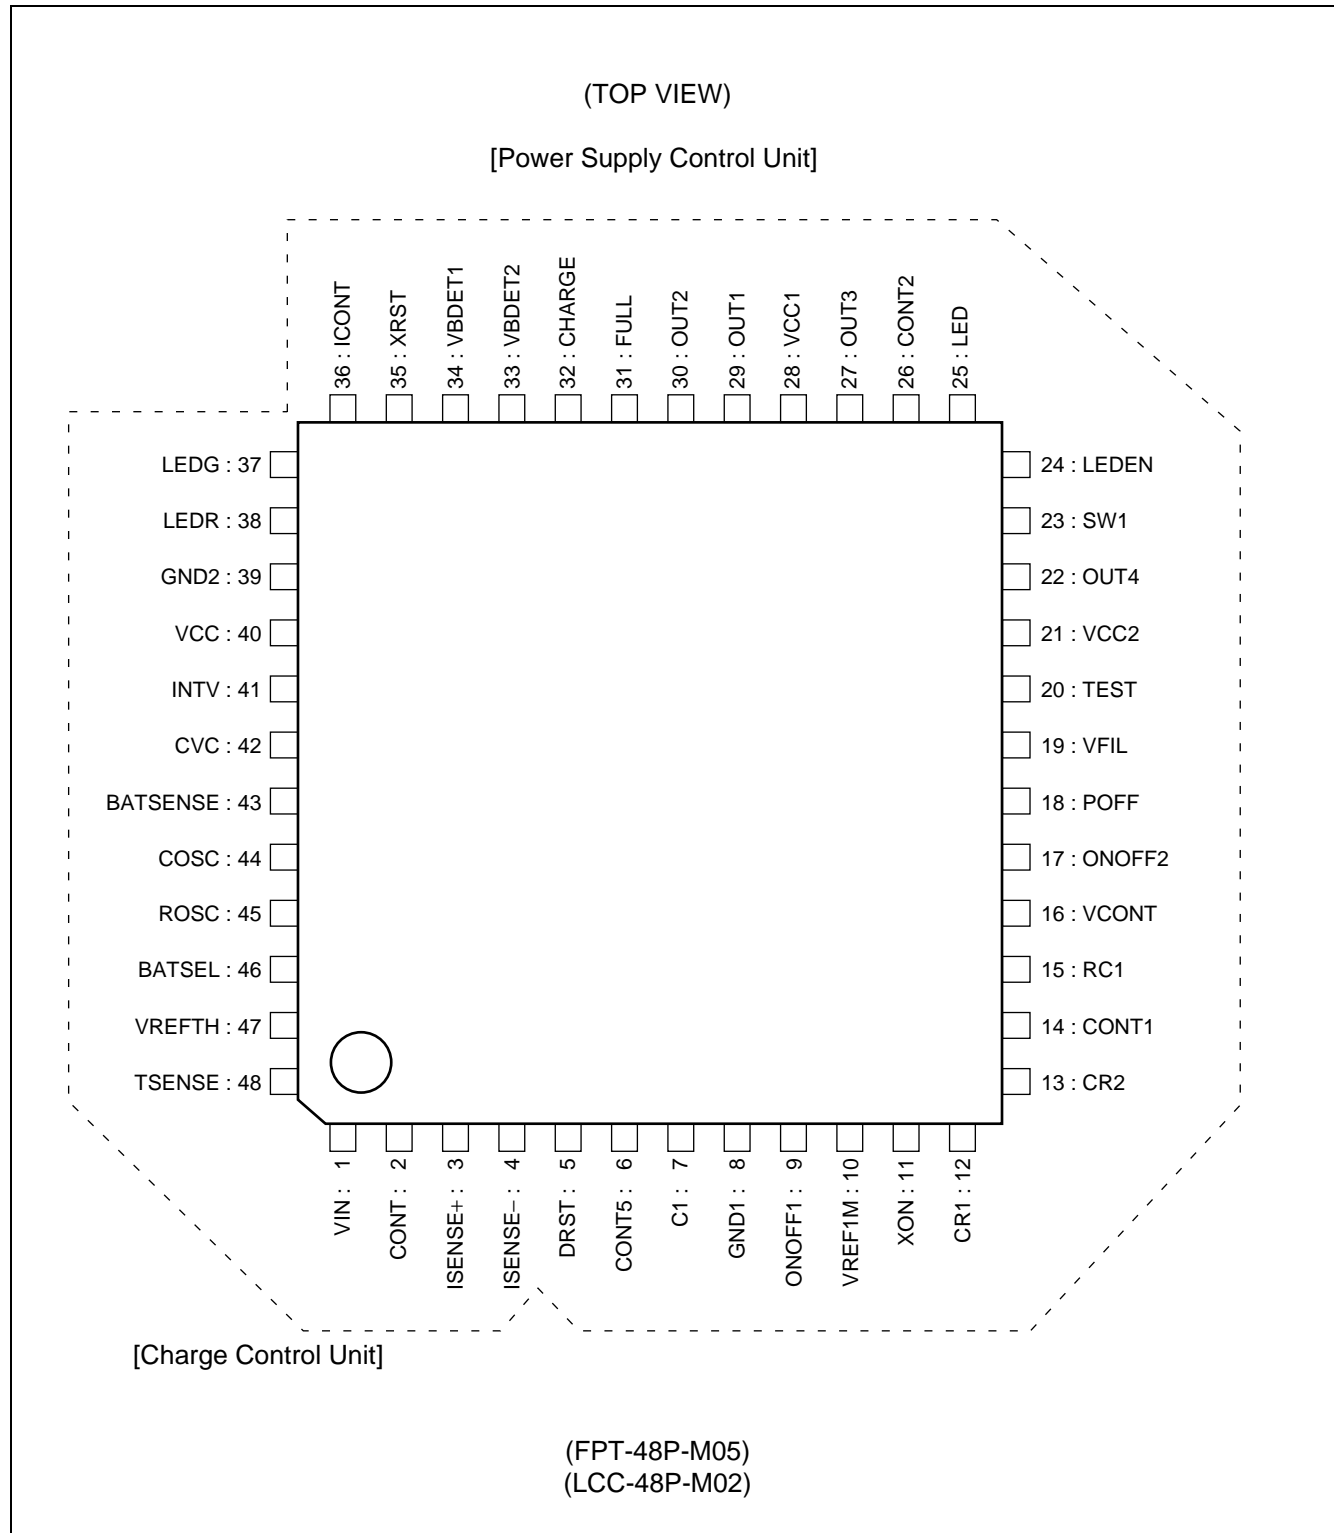 (TOP VIEW)
[Power Supply Control Unit]
36 : ICONT
35 : XRST
34 : VBDET1
33 : VBDET2
32 : CHARGE
31 : FULL
30 : OUT2
29 : OUT1
28 : VCC1
27 : OUT3
26 : CONT2
25 : LED
LEDG : 37
LEDR : 38
GND2 : 39
VCC : 40
INTV : 41
CVC : 42
BATSENSE : 43
COSC : 44
ROSC : 45
BATSEL : 46
VREFTH : 47
TSENSE : 48
24 : LEDEN
23 : SW1
22 : OUT4
21 : VCC2
20 : TEST
19 : VFIL
18 : POFF
17 : ONOFF2
16 : VCONT
15 : RC1
14 : CONT1
13 : CR2
VIN : 1
CONT : 2
ISENSE+ : 3
ISENSE− : 4
DRST : 5
CONT5 : 6
C1 : 7
GND1 : 8
ONOFF1 : 9
VREF1M : 10
XON : 11
CR1 : 12
[Charge Control Unit]
(FPT-48P-M05)
(LCC-48P-M02)